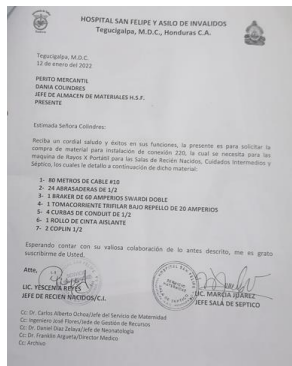 HOSPITAL SAN FELIPE Y ASILO DE INVALIDOS
Tegucigalpa, M.D.C., Honduras C.A.
Tegucigalpa, M.D.C.
12 de enero del 2022
PERITO MERCANTIL
DANIA COLINDRES
JEFE DE ALMACEN DE MATERIALES H.S.F.
PRESENTE
Estimada Señora Colindres:
Reciba un cordial saludo y éxitos en sus funciones, la presente es para solicitar la
compra de material para instalación de conexión 220, la cual se necesita para las
maquina de Rayos X Portátil para las Salas de Recién Nacidos, Cuidados Intermedios y
Séptico, los cuales le detallo a continuación de dicho material:
1- 80 METROS DE CABLE #10
2- 24 ABRASADERAS DE 1/2
3- 1 BRAKER DE 60 AMPERIOS SWARDI DOBLE
4- 1 TOMACORRIENTE TRIFILAR BAJO REPELLO DE 20 AMPERIOS
5- 4 CURBAS DE CONDUIT DE 1/2
6- 1 ROLLO DE CINTA AISLANTE
7- 2 COPLIN 1/2
Esperando contar con su valiosa colaboración de lo antes descrito, me es grato
suscribirme de Usted.
Atte,
LIC. YESCENIA REYES
JEFE DE RECIEN NACIDOS/C.I.
LIC. MARCIA JUAREZ
JEFE SALA DE SEPTICO
Cc: Dr. Carlos Alberto Ochoa/Jefe del Servicio de Maternidad
Cc: Ingeniero José Flores/Jefe de Gestión de Recursos
Cc: Dr. Daniel Díaz Zelaya/Jefe de Neonatología
Cc: Dr. Franklin Argueta/Director Medico
Cc: Archivo